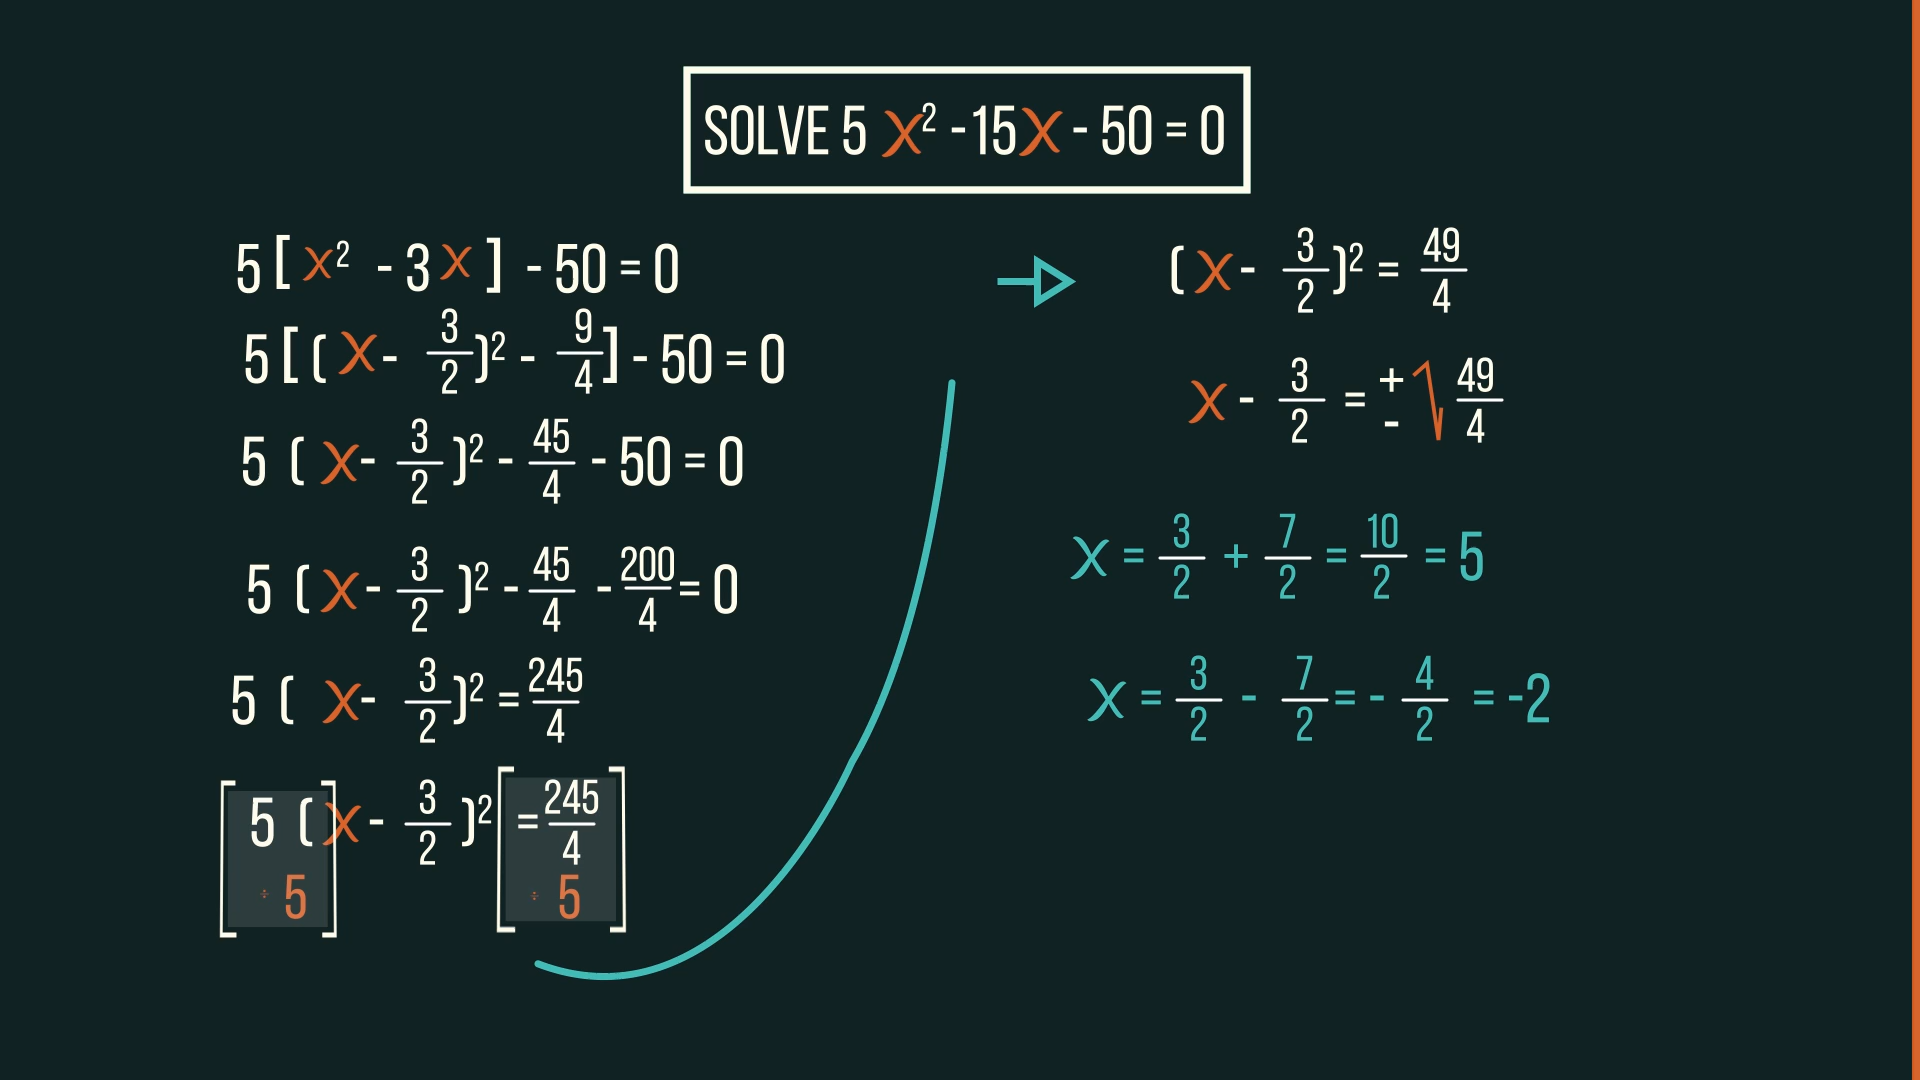 SOLVE 5 x² - 15x - 50 = 0
5 [ x² - 3x ] - 50 = 0
5 [ ( x - 3/2 )² - 9/4 ] - 50 = 0
5 ( x - 3/2 )² - 45/4 - 50 = 0
5 ( x - 3/2 )² - 45/4 - 200/4 = 0
5 ( x - 3/2 )² = 245/4
5 ( x - 3/2 )² = 245/4
÷ 5 ÷ 5
( x - 3/2 )² = 49/4
x - 3/2 = ± √ 49/4
x = 3/2 + 7/2 = 10/2 = 5
x = 3/2 - 7/2 = - 4/2 = -2